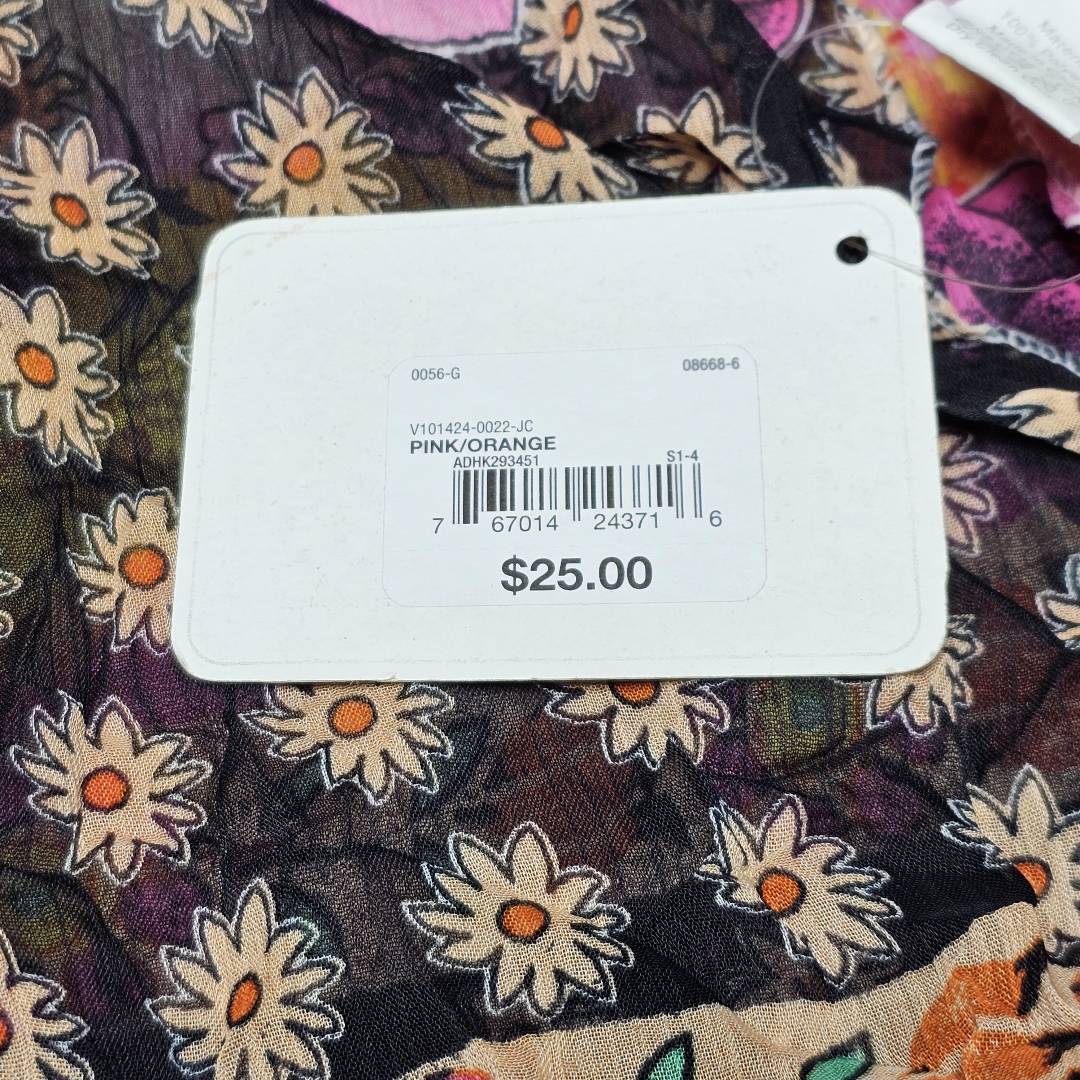 0056-G 08668-6
V101424-0022-JC
PINK/ORANGE
ADHK293451 S1-4
7 67014 24371 6
$25.00